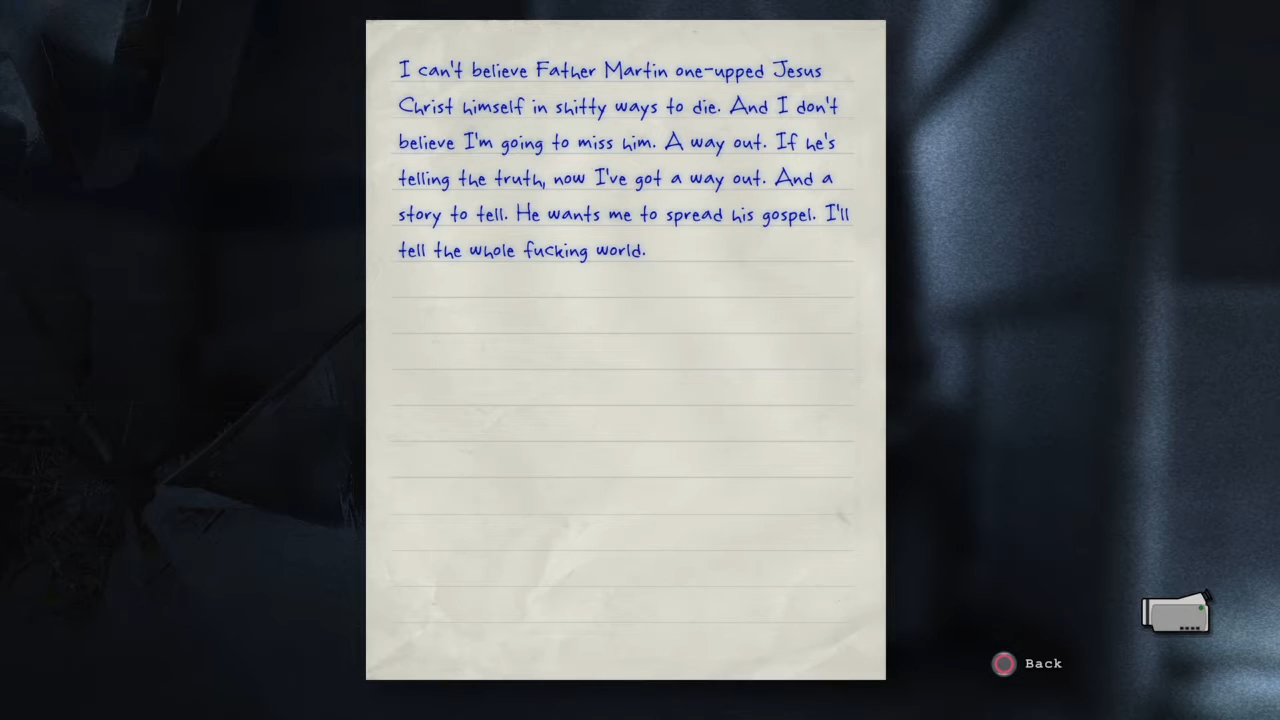 I can't believe Father Martin one-upped Jesus
Christ himself in shitty ways to die. And I don't
believe I'm going to miss him. A way out. If he's
telling the truth, now I've got a way out. And a
story to tell. He wants me to spread his gospel. I'll
tell the whole fucking world.
Back